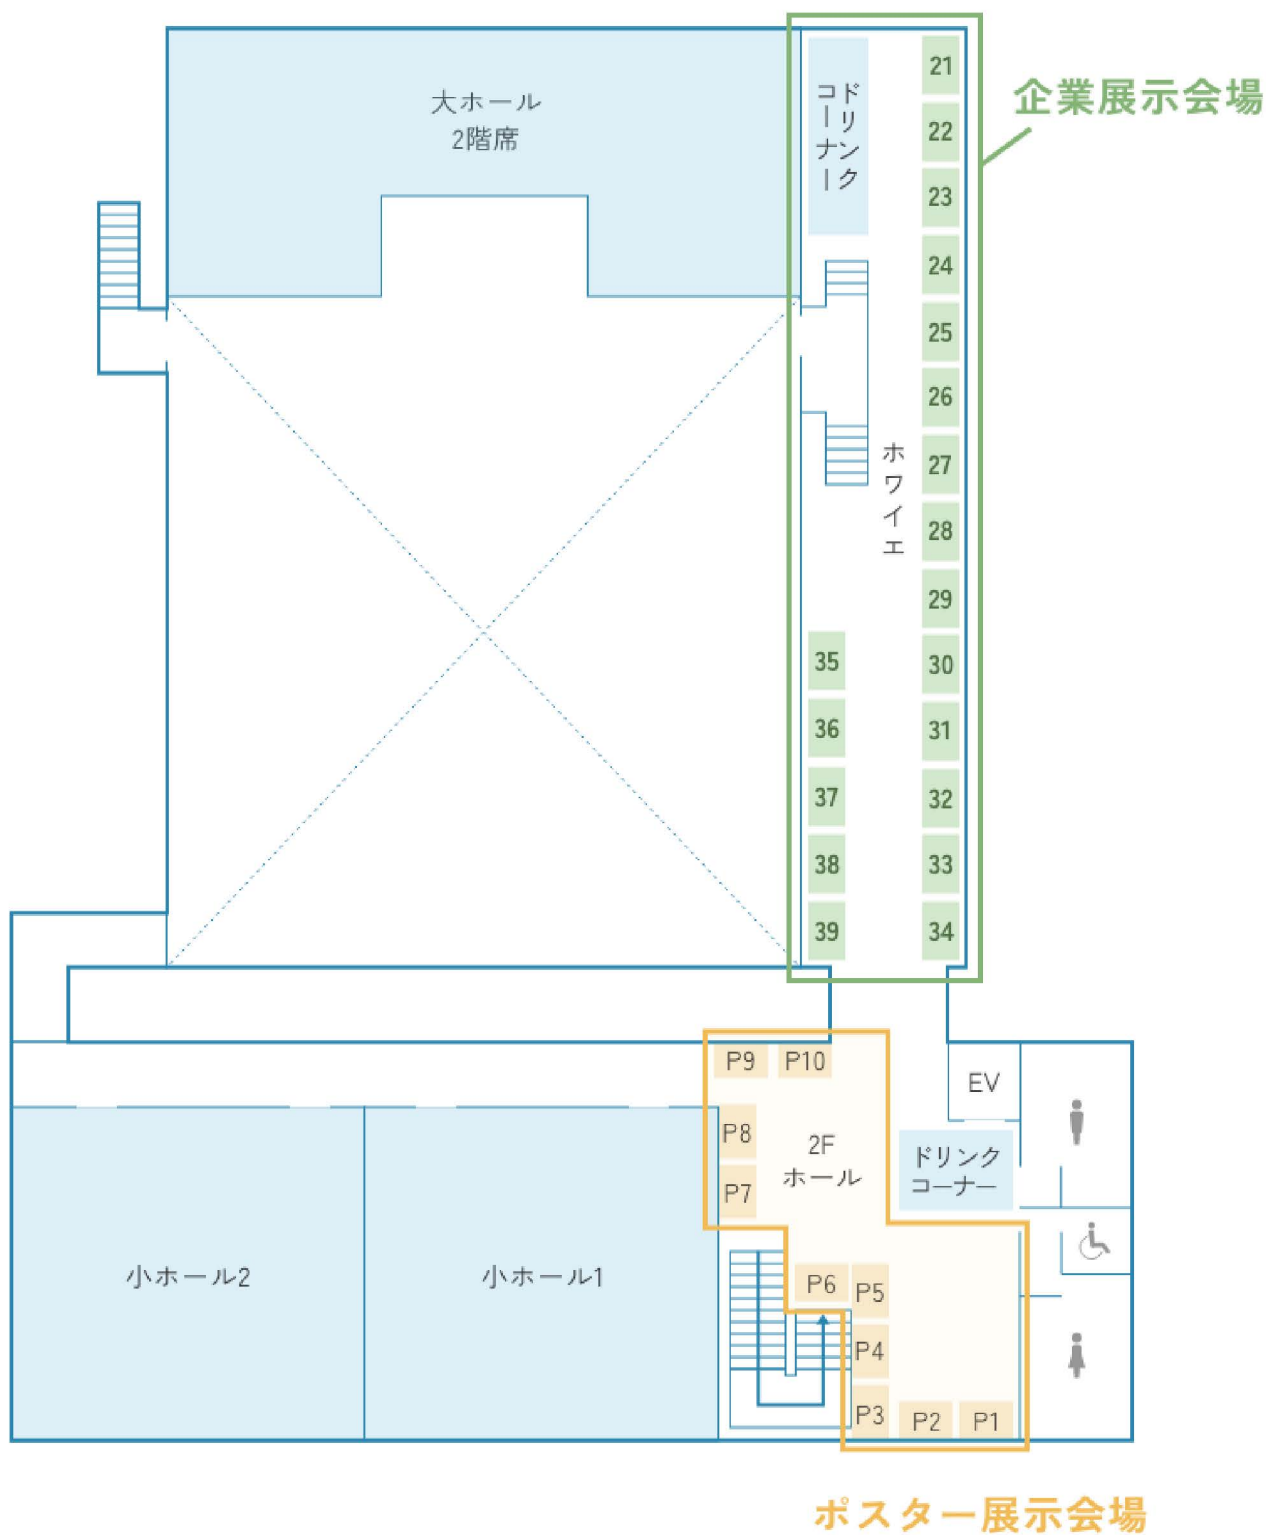 大ホール
2階席
ドリンク
コーナー
企業展示会場
21
22
23
24
25
26
27
28
29
30
31
32
33
34
ホワイエ
35
36
37
38
39
P9
P10
P8
P7
2F
ホール
EV
ドリンク
コーナー
小ホール2
小ホール1
P6
P5
P4
P3
P2
P1
ポスター展示会場